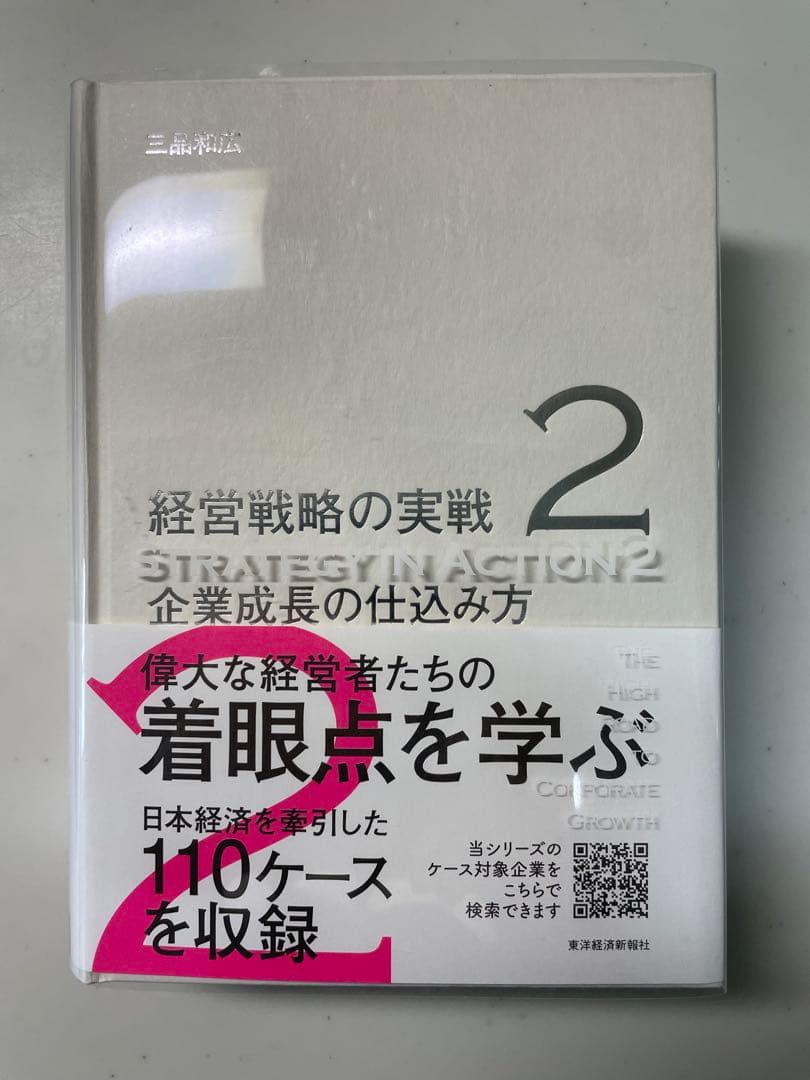 三品和広
2
経営戦略の実戦
STRATEGY IN ACTION 2
企業成長の仕込み方
THE
HIGH
ROAD
TO
CORPORATE
GROWTH
2
偉大な経営者たちの
着眼点を学ぶ
日本経済を牽引した
110ケース
を収録
当シリーズの
ケース対象企業を
こちらで
検索できます
東洋経済新報社